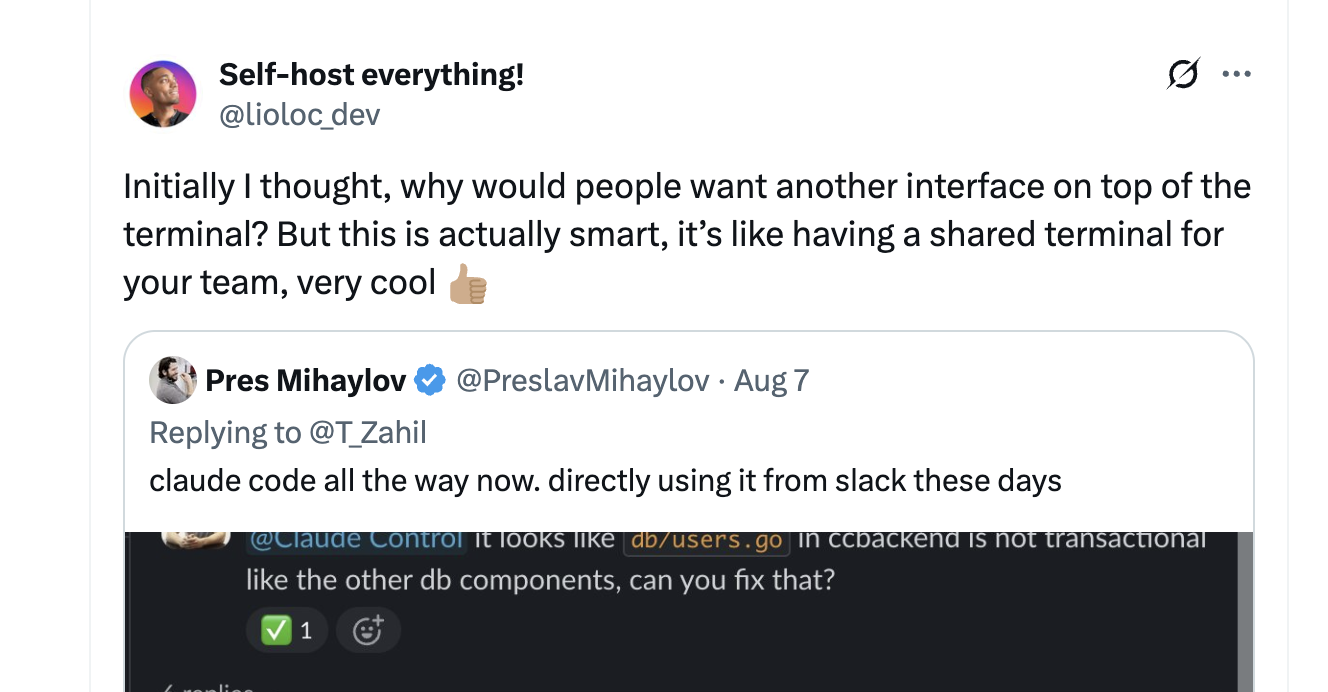 Self-host everything!
@lioloc_dev
Initially I thought, why would people want another interface on top of the
terminal? But this is actually smart, it’s like having a shared terminal for
your team, very cool 👍🏽
Pres Mihaylov @PreslavMihaylov · Aug 7
Replying to @T_Zahil
claude code all the way now. directly using it from slack these days
@Claude Control it looks like db/users.go in ccbackend is not transactional
like the other db components, can you fix that?
✅ 1
replies